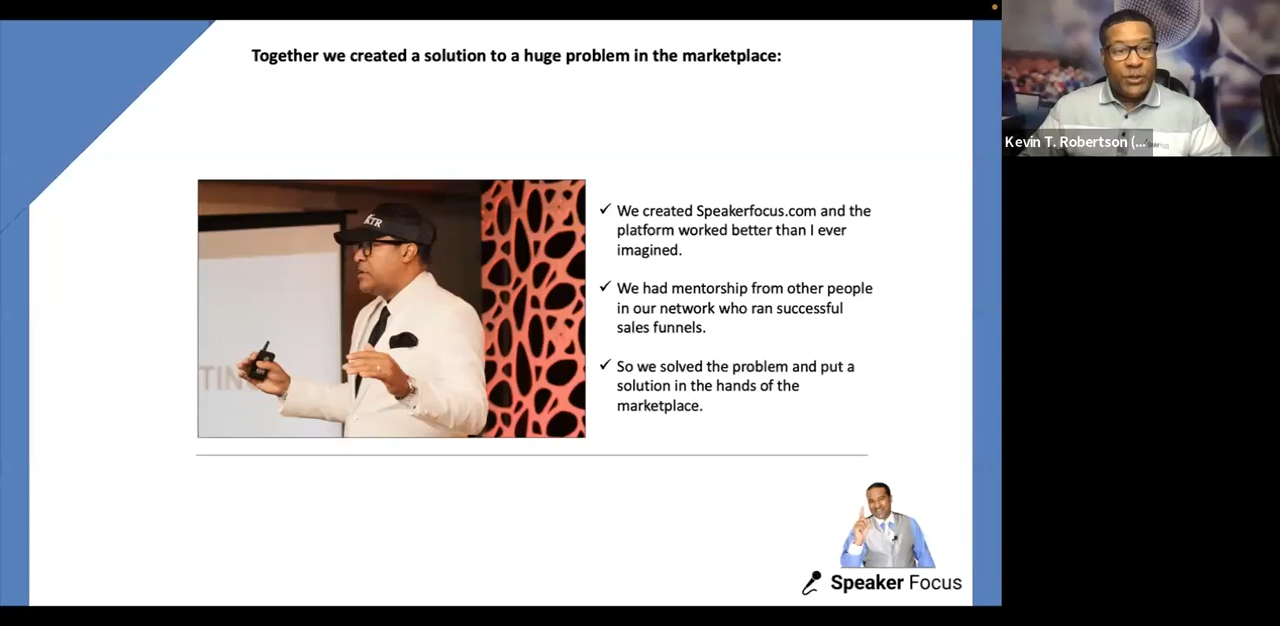 Together we created a solution to a huge problem in the marketplace:
Kevin T. Robertson (...
KTR
TIN
✓ We created Speakerfocus.com and the
platform worked better than I ever
imagined.
✓ We had mentorship from other people
in our network who ran successful
sales funnels.
✓ So we solved the problem and put a
solution in the hands of the
marketplace.
Speaker Focus